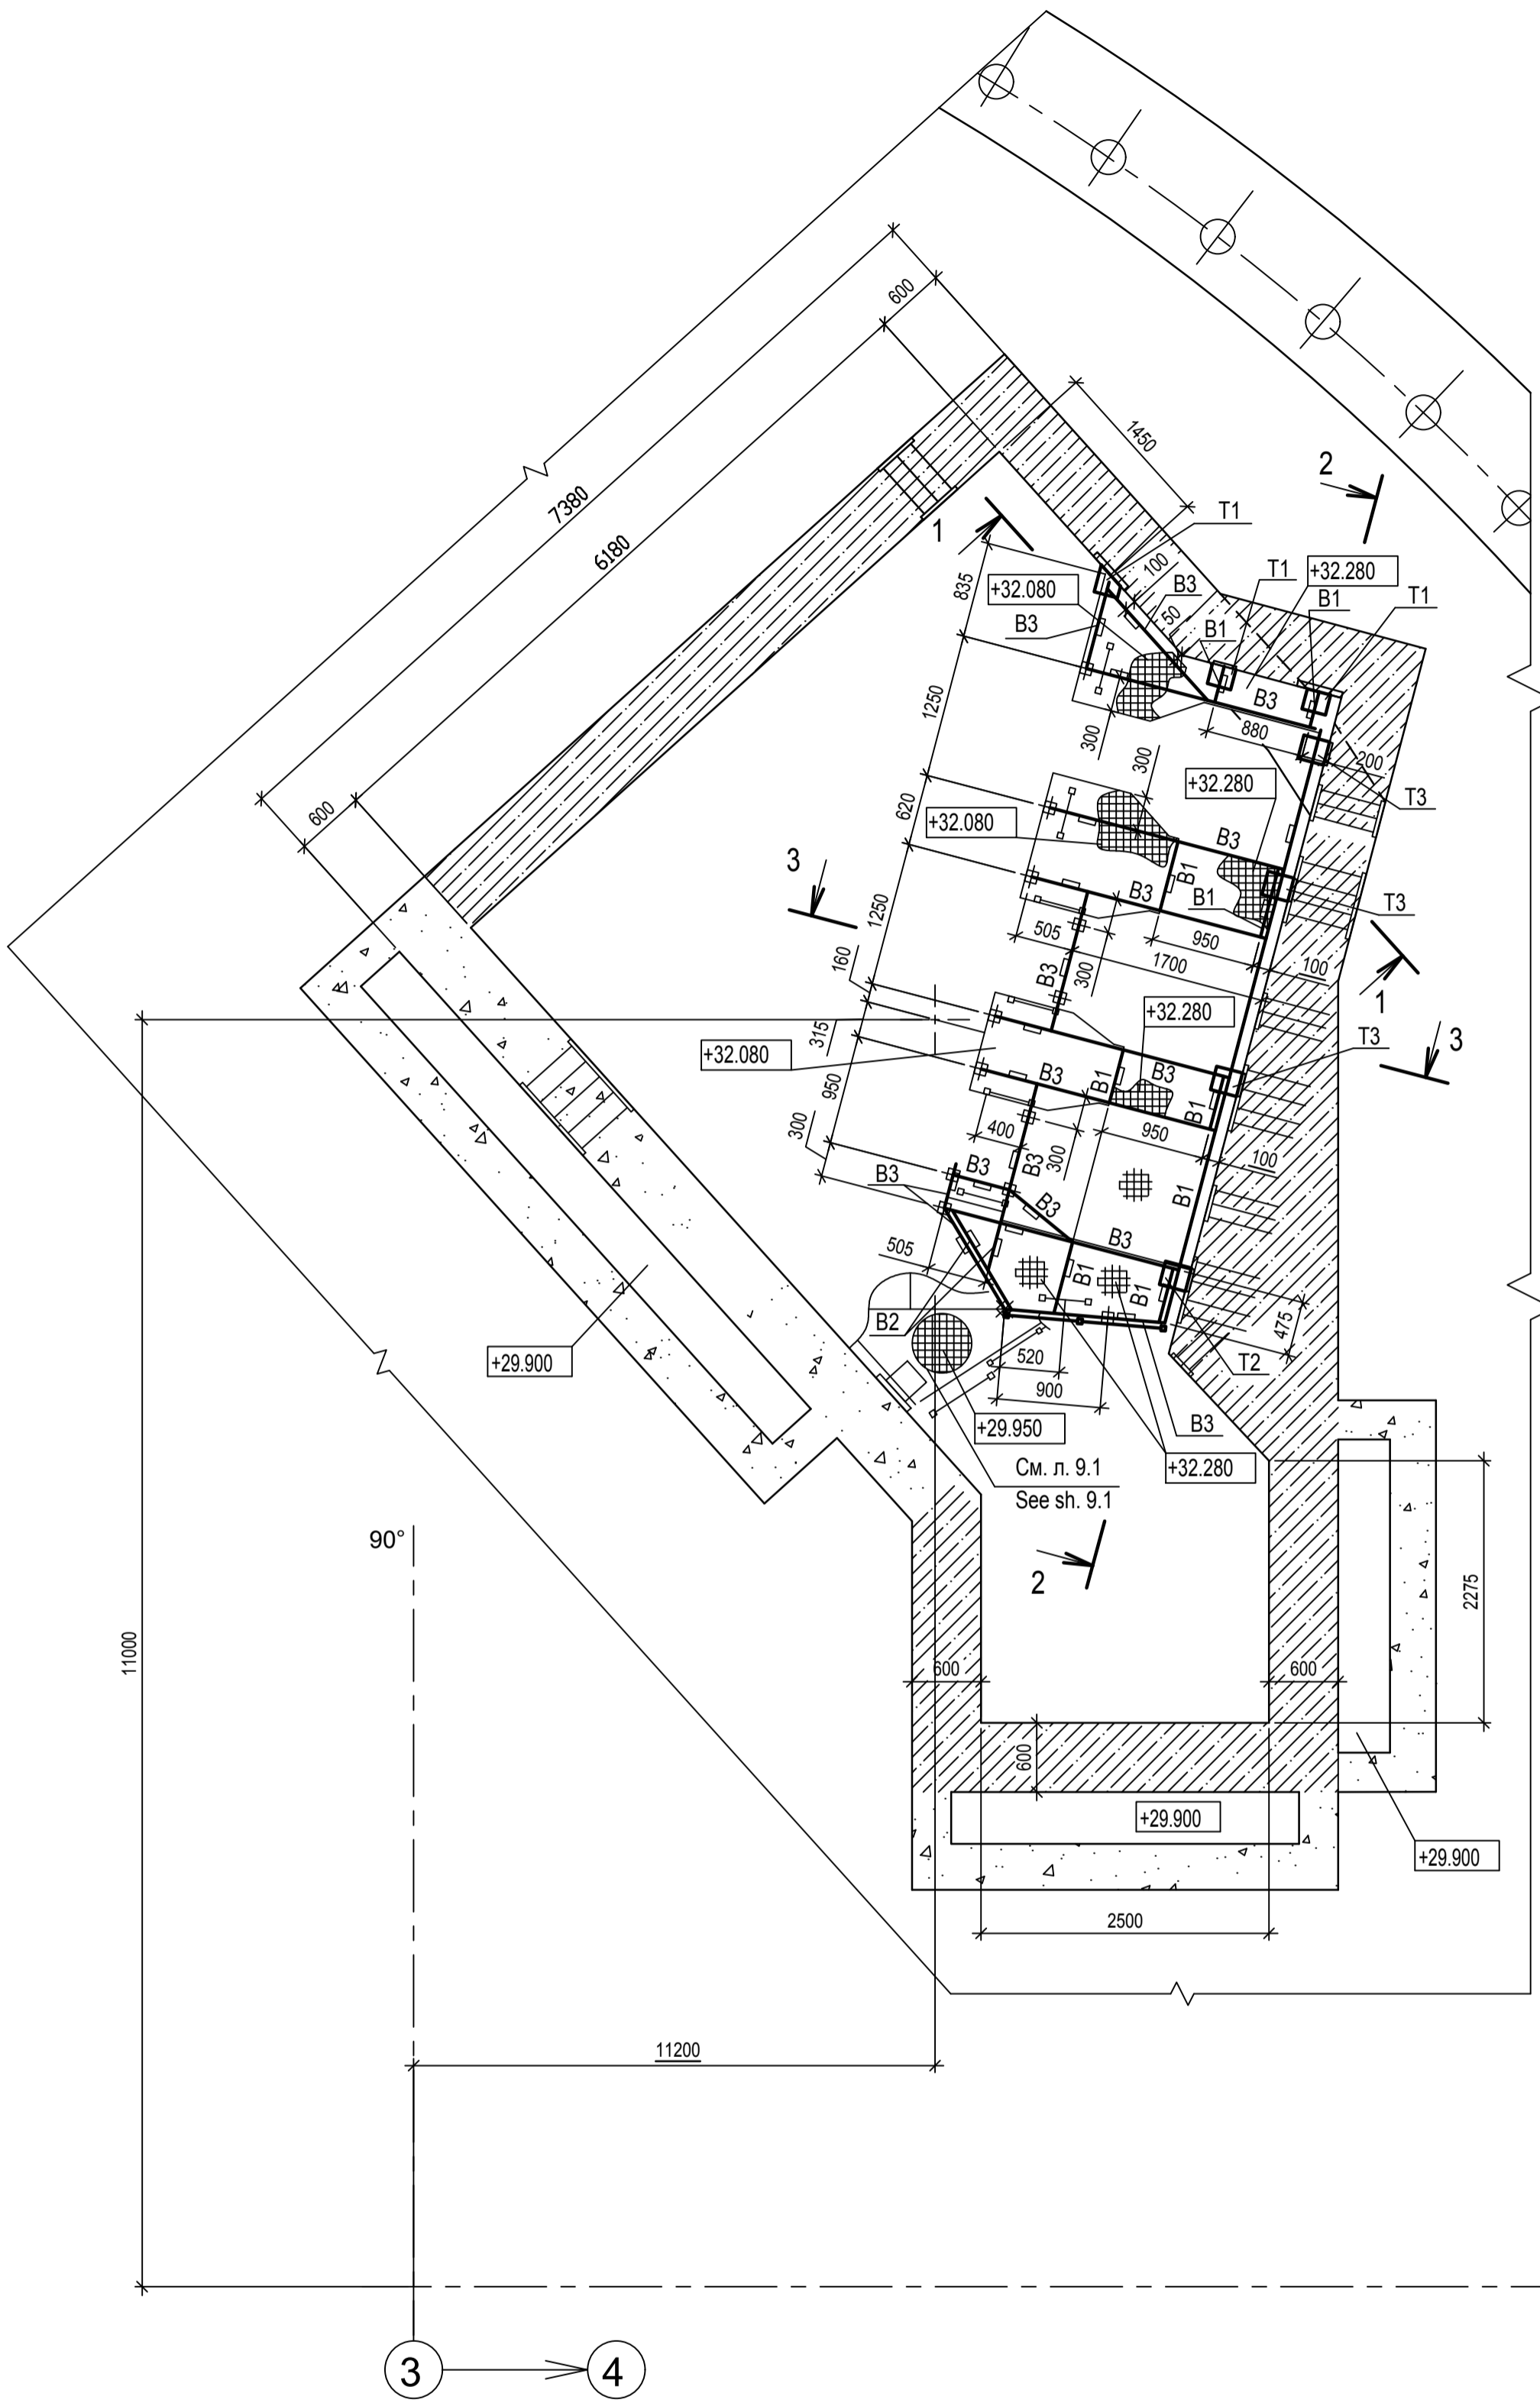 600
7380
6180
1450
2
1
T1
100
+32.080
835
B3
B3
50
B1
T1
+32.280
B1
T1
B3
1250
300
880
200
T3
300
+32.280
600
620
+32.080
B3
B1
3
B3
B1
T3
1250
505
950
1700
300
100
160
B3
1
+32.280
315
+32.080
T3
3
B3
B3
B1
B1
950
400
950
300
100
300
B3
B3
B3
B3
B1
B3
505
B1
B1
B2
475
+29.900
520
T2
900
+29.950
B3
См. л. 9.1
See sh. 9.1
+32.280
90°
2
2275
11000
600
600
600
+29.900
+29.900
2500
11200
3
4